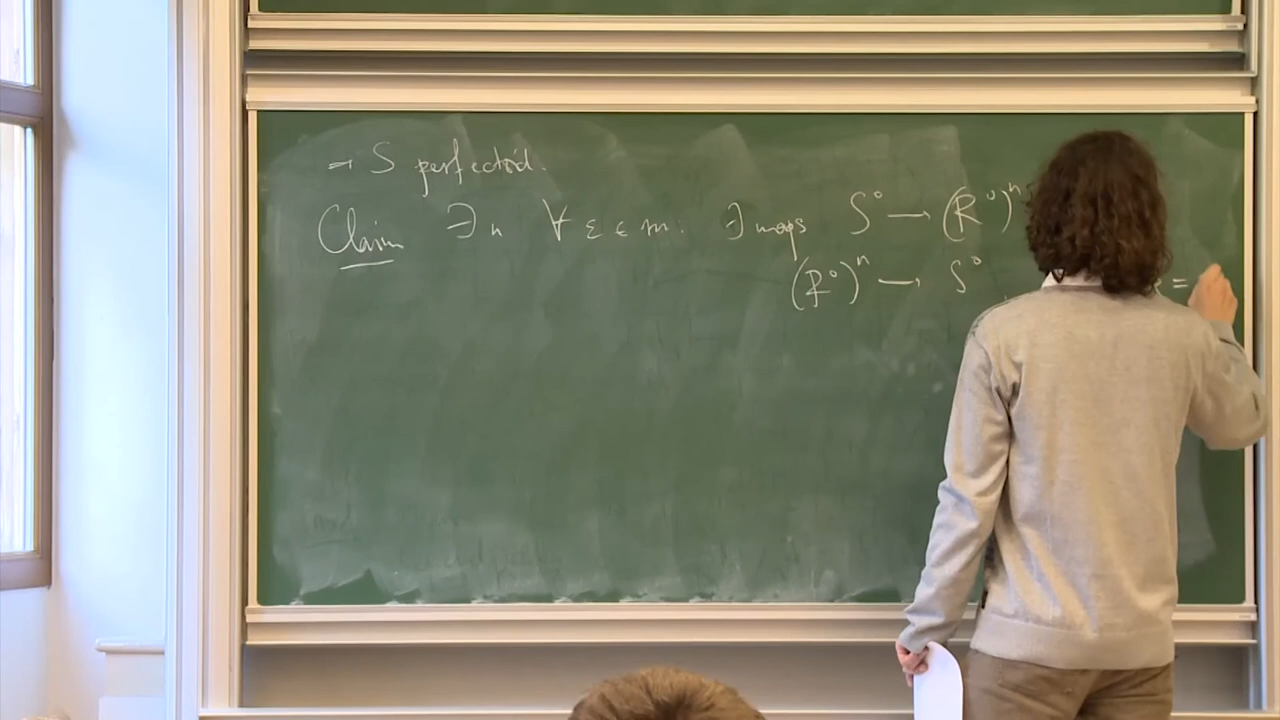 ⇒ S perfectoid.
Claim ∃n ∀ ε ∈ m: ∃ maps S° → (R°)ⁿ
(R°)ⁿ → S° =